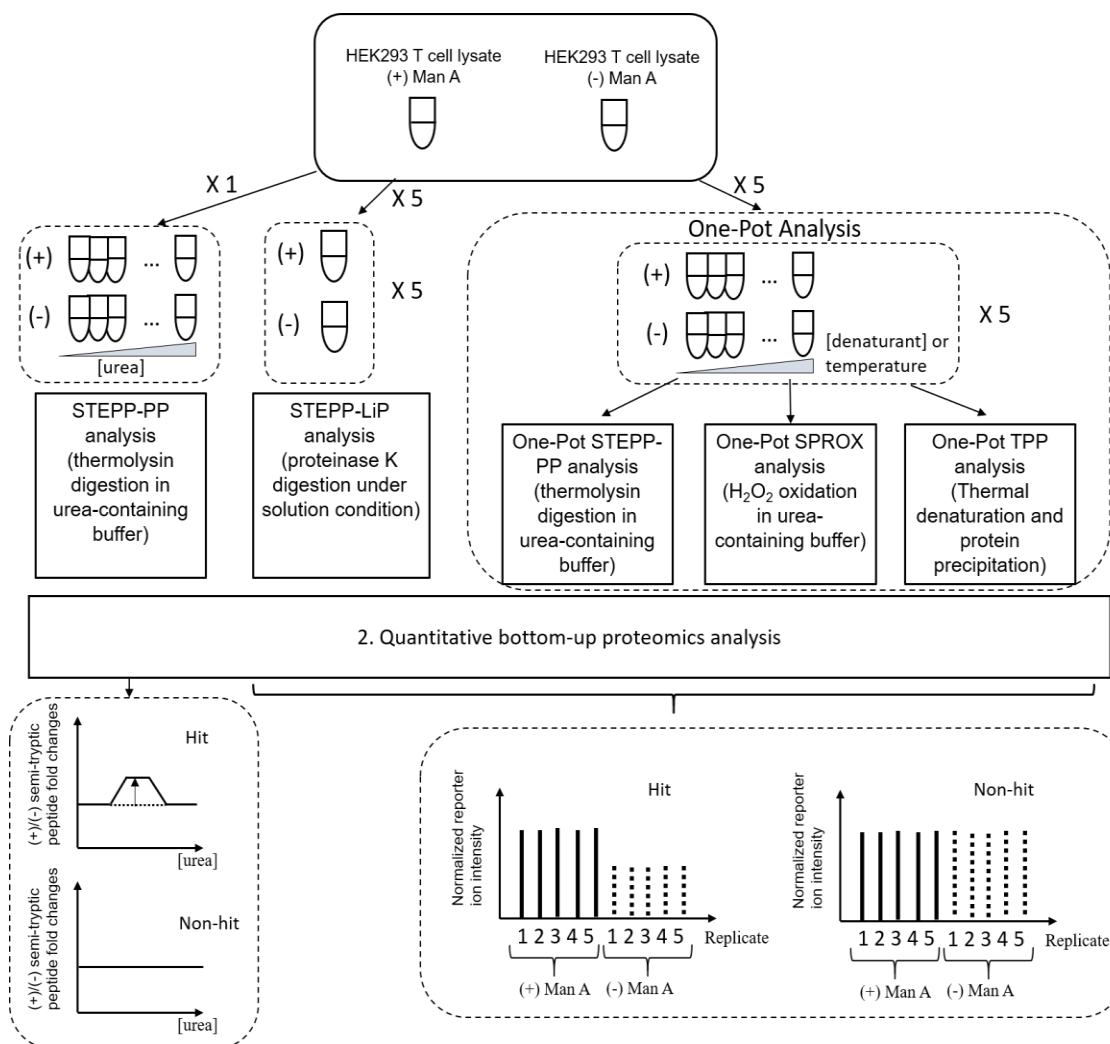 HEK293 T cell lysate
(+) Man A
HEK293 T cell lysate
(-) Man A
X 1
X 5
X 5
(+)
...
(-)
...
[urea]
(+)
(-)
X 5
One-Pot Analysis
(+)
...
(-)
...
[denaturant] or
temperature
X 5
STEPP-PP
analysis
(thermolysin
digestion in
urea-containing
buffer)
STEPP-LiP
analysis
(proteinase K
digestion under
solution condition)
One-Pot STEPP-
PP analysis
(thermolysin
digestion in
urea-containing
buffer)
One-Pot SPROX
analysis
(H₂O₂ oxidation
in urea-
containing buffer)
One-Pot TPP
analysis
(Thermal
denaturation and
protein
precipitation)
2. Quantitative bottom-up proteomics analysis
(+)/(-) semi-tryptic
peptide fold changes
Hit
[urea]
(+)/(-) semi-tryptic
peptide fold changes
Non-hit
[urea]
Normalized reporter
ion intensity
Hit
1 2 3 4 5 1 2 3 4 5 Replicate
(+) Man A
(-) Man A
Normalized reporter
ion intensity
Non-hit
1 2 3 4 5 1 2 3 4 5 Replicate
(+) Man A
(-) Man A